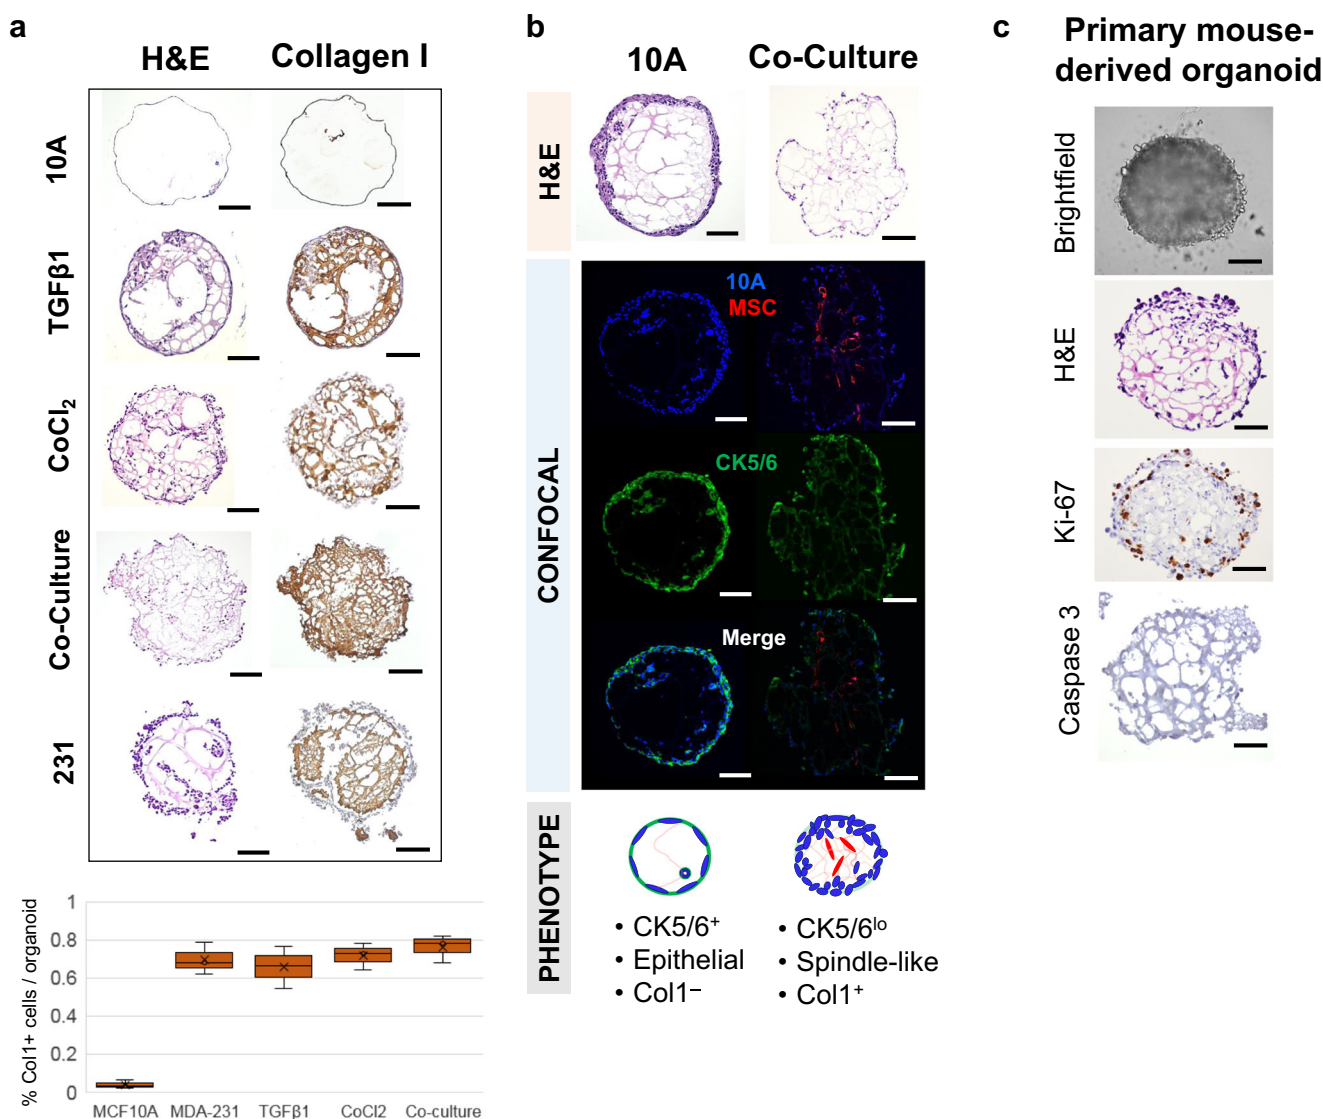 a
H&E
Collagen I
10A
TGFβ1
CoCl₂
Co-Culture
231
% Col1+ cells / organoid
1
0.8
0.6
0.4
0.2
0
MCF10A
MDA-231
TGFβ1
CoCl2
Co-culture
b
10A
Co-Culture
H&E
CONFOCAL
10A
MSC
CK5/6
Merge
PHENOTYPE
• CK5/6⁺
• Epithelial
• Col1⁻
• CK5/6ˡᵒ
• Spindle-like
• Col1⁺
c
Primary mouse-
derived organoid
Brightfield
H&E
Ki-67
Caspase 3